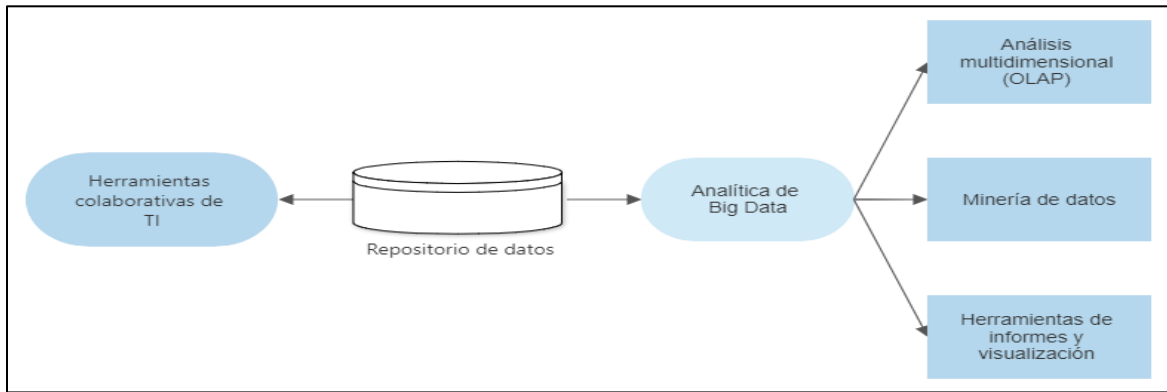 Herramientas
colaborativas de
TI
Repositorio de datos
Analítica de
Big Data
Análisis
multidimensional
(OLAP)
Minería de datos
Herramientas de
informes y
visualización